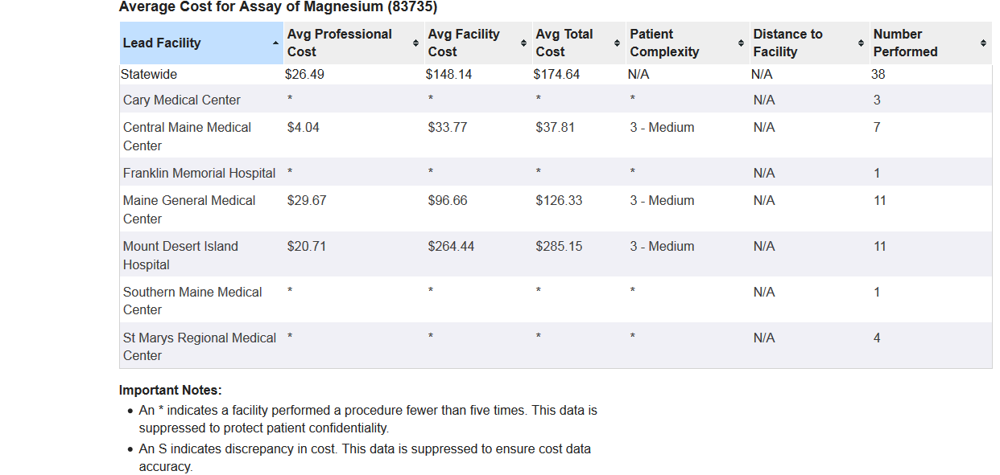 Average Cost for Assay of Magnesium (83735)
Lead Facility Avg Professional Cost Avg Facility Cost Avg Total Cost Patient Complexity Distance to Facility Number Performed
Statewide $26.49 $148.14 $174.64 N/A N/A 38
Cary Medical Center * * * * N/A 3
Central Maine Medical Center $4.04 $33.77 $37.81 3 - Medium N/A 7
Franklin Memorial Hospital * * * * N/A 1
Maine General Medical Center $29.67 $96.66 $126.33 3 - Medium N/A 11
Mount Desert Island Hospital $20.71 $264.44 $285.15 3 - Medium N/A 11
Southern Maine Medical Center * * * * N/A 1
St Marys Regional Medical Center * * * * N/A 4
Important Notes:
• An * indicates a facility performed a procedure fewer than five times. This data is
suppressed to protect patient confidentiality.
• An S indicates discrepancy in cost. This data is suppressed to ensure cost data
accuracy.